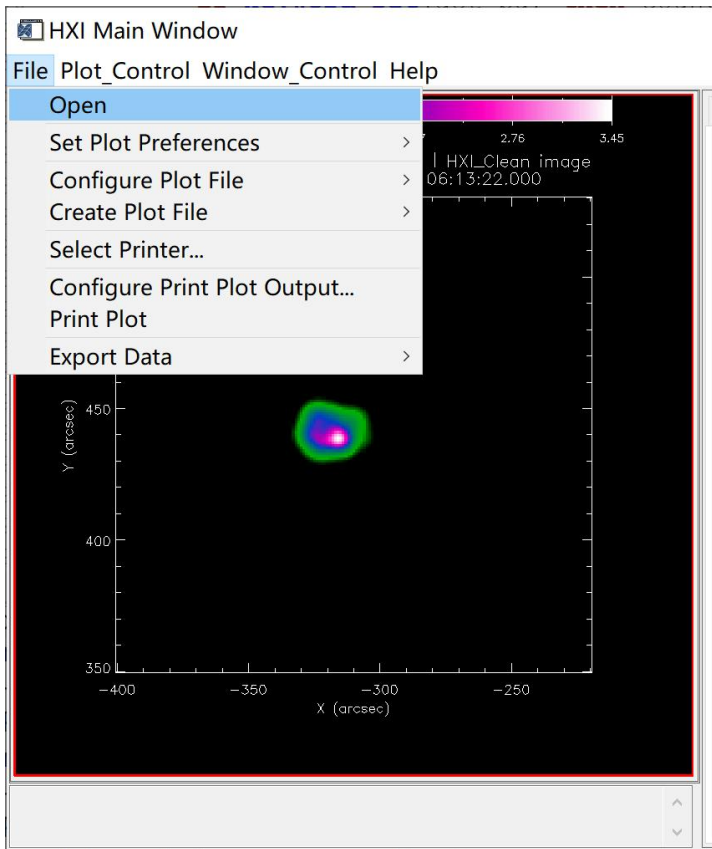 HXI Main Window
File Plot_Control Window_Control Help
Open
Set Plot Preferences
Configure Plot File
Create Plot File
Select Printer...
Configure Print Plot Output...
Print Plot
Export Data
2.76 3.45
| HXI_Clean image
06:13:22.000
450
400
350
Y (arcsec)
-400 -350 -300 -250
X (arcsec)